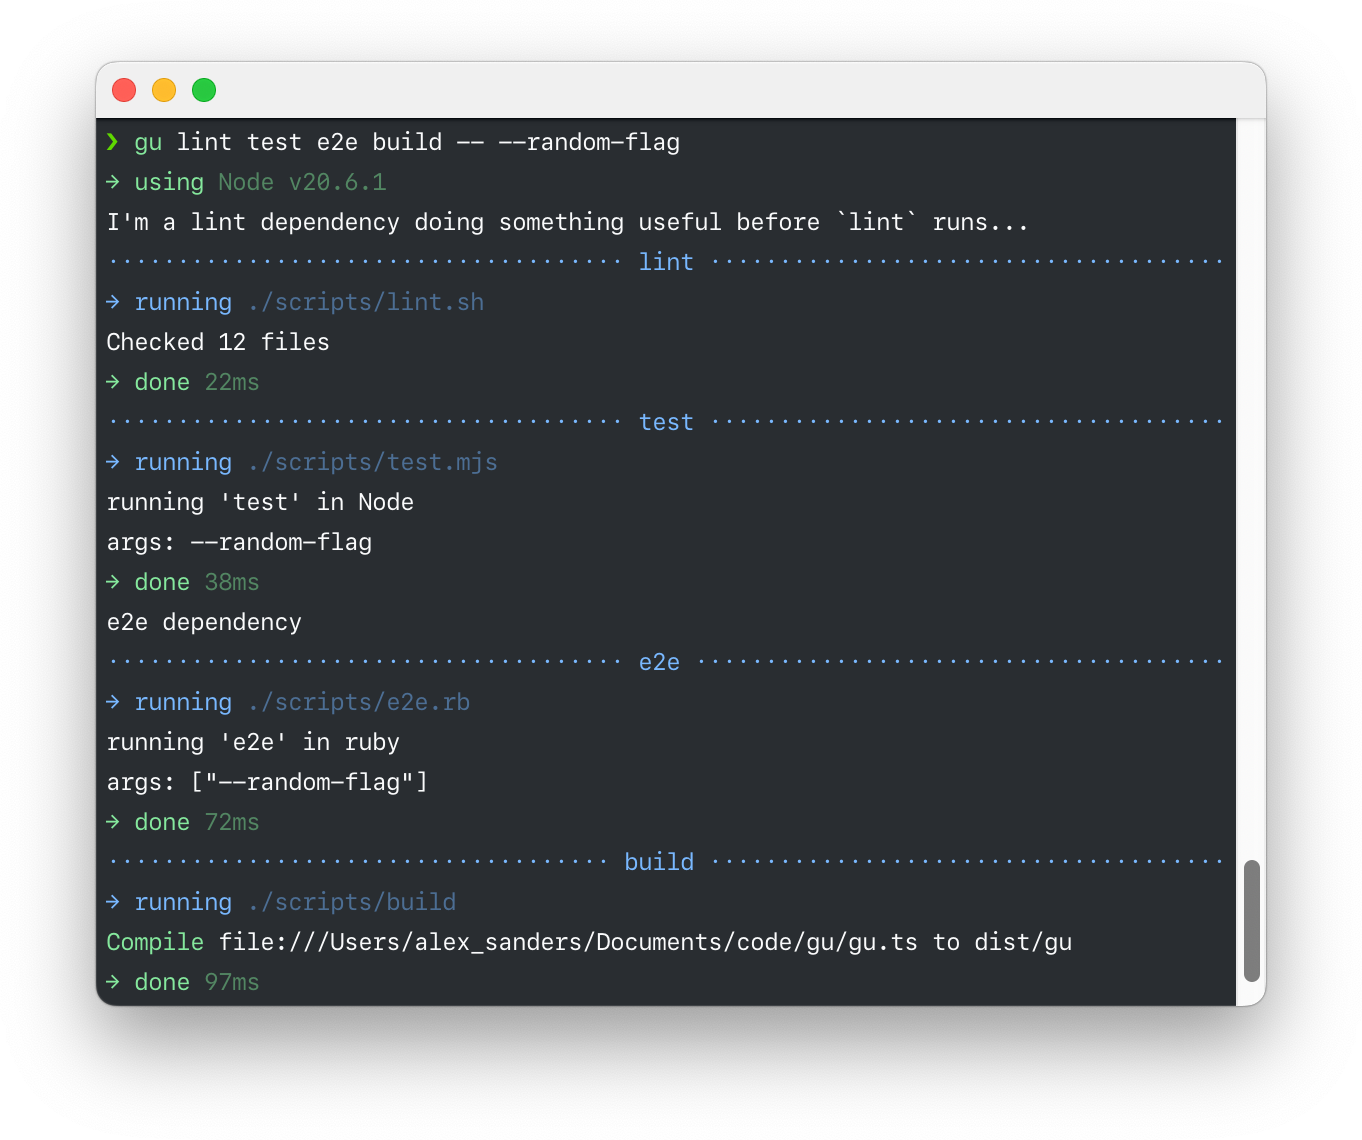 ❯ gu lint test e2e build -- --random-flag
→ using Node v20.6.1
I'm a lint dependency doing something useful before `lint` runs...
····································· lint ·····································
→ running ./scripts/lint.sh
Checked 12 files
→ done 22ms
····································· test ·····································
→ running ./scripts/test.mjs
running 'test' in Node
args: --random-flag
→ done 38ms
e2e dependency
····································· e2e ······································
→ running ./scripts/e2e.rb
running 'e2e' in ruby
args: ["--random-flag"]
→ done 72ms
···································· build ·····································
→ running ./scripts/build
Compile file:///Users/alex_sanders/Documents/code/gu/gu.ts to dist/gu
→ done 97ms